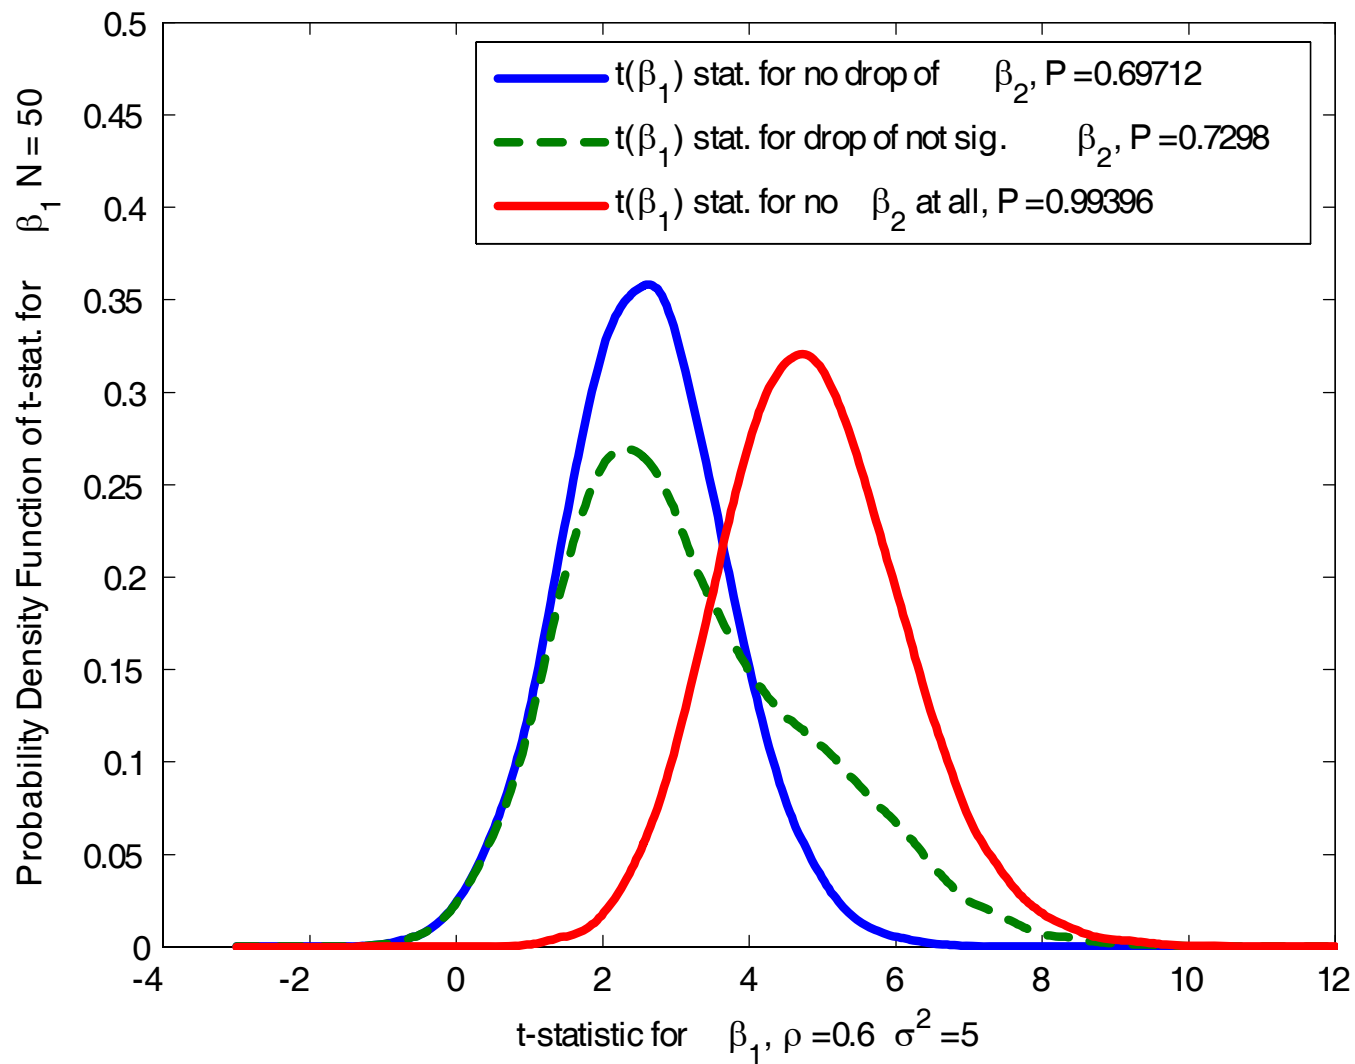 Probability Density Function of t-stat. for β₁ N = 50
0.5
0.45
0.4
0.35
0.3
0.25
0.2
0.15
0.1
0.05
0
t(β₁) stat. for no drop of β₂, P =0.69712
t(β₁) stat. for drop of not sig. β₂, P =0.7298
t(β₁) stat. for no β₂ at all, P =0.99396
-4 -2 0 2 4 6 8 10 12
t-statistic for β₁, ρ =0.6 σ² =5